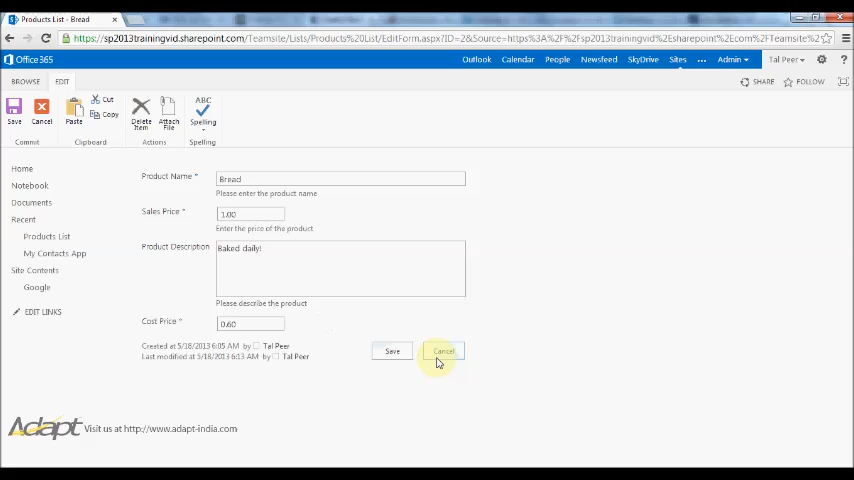 Products List - Bread
https://sp2013trainingvid.sharepoint.com/Teamsite/Lists/Products%20List/EditForm.aspx?ID=2&Source=https%3A%2F%2Fsp2013trainingvid%2Esharepoint%2Ecom%2FTeamsite%2
Office 365
Outlook Calendar People Newsfeed SkyDrive Sites ... Admin Tal Peer ?
BROWSE EDIT
SHARE FOLLOW
Save Cancel Paste Cut Copy Delete Item Attach File ABC Spelling
Commit Clipboard Actions Spelling
Home
Notebook
Documents
Recent
Products List
My Contacts App
Site Contents
Google
EDIT LINKS
Product Name * Bread
Please enter the product name
Sales Price * 1.00
Enter the price of the product
Product Description Baked daily!
Please describe the product
Cost Price * 0.60
Created at 5/18/2013 6:05 AM by Tal Peer
Last modified at 5/18/2013 6:13 AM by Tal Peer
Save Cancel
Adapt Visit us at http://www.adapt-india.com